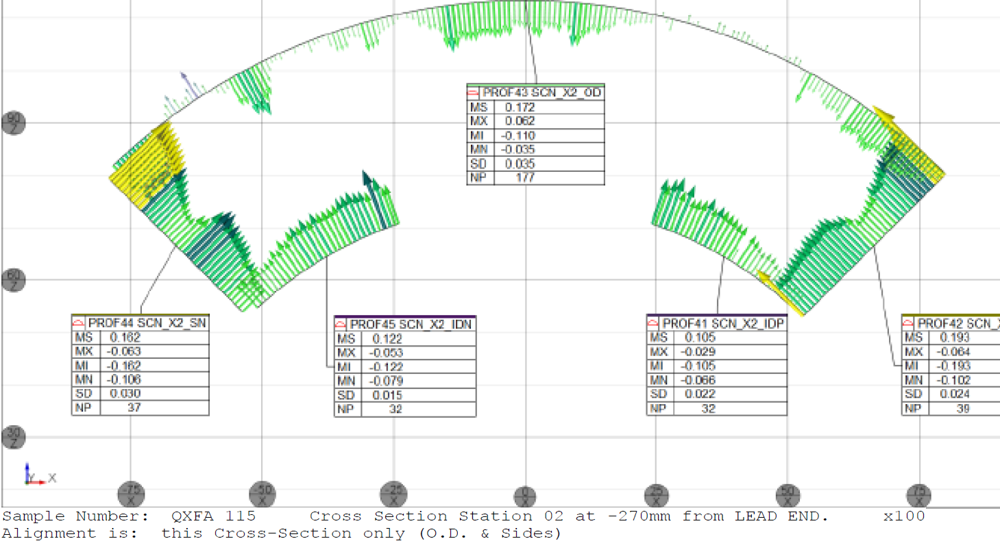 90
Z
PROF43 SCN_X2_OD
MS 0.172
MX 0.062
MI -0.110
MN -0.035
SD 0.035
NP 177
60
Z
PROF44 SCN_X2_SN
MS 0.162
MX -0.063
MI -0.162
MN -0.106
SD 0.030
NP 37
PROF45 SCN_X2_IDN
MS 0.122
MX -0.053
MI -0.122
MN -0.079
SD 0.015
NP 32
PROF41 SCN_X2_IDP
MS 0.105
MX -0.029
MI -0.105
MN -0.066
SD 0.022
NP 32
PROF42 SCN_X
MS 0.193
MX -0.064
MI -0.193
MN -0.102
SD 0.024
NP 39
30
Z
Y X
-75 -50 -25 0 25 50 75
X X X X X X X
Sample Number: QXFA 115 Cross Section Station 02 at -270mm from LEAD END. x100
Alignment is: this Cross-Section only (O.D. & Sides)